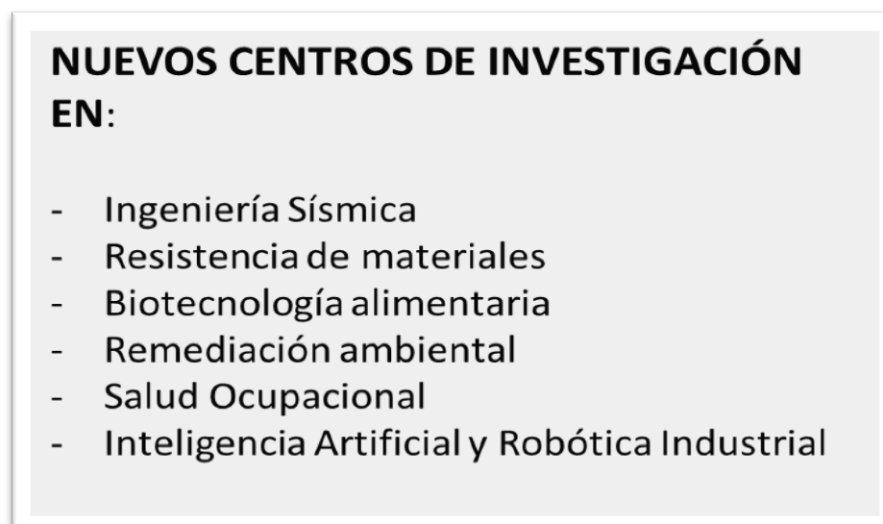 NUEVOS CENTROS DE INVESTIGACIÓN
EN:
- Ingeniería Sísmica
- Resistencia de materiales
- Biotecnología alimentaria
- Remediación ambiental
- Salud Ocupacional
- Inteligencia Artificial y Robótica Industrial